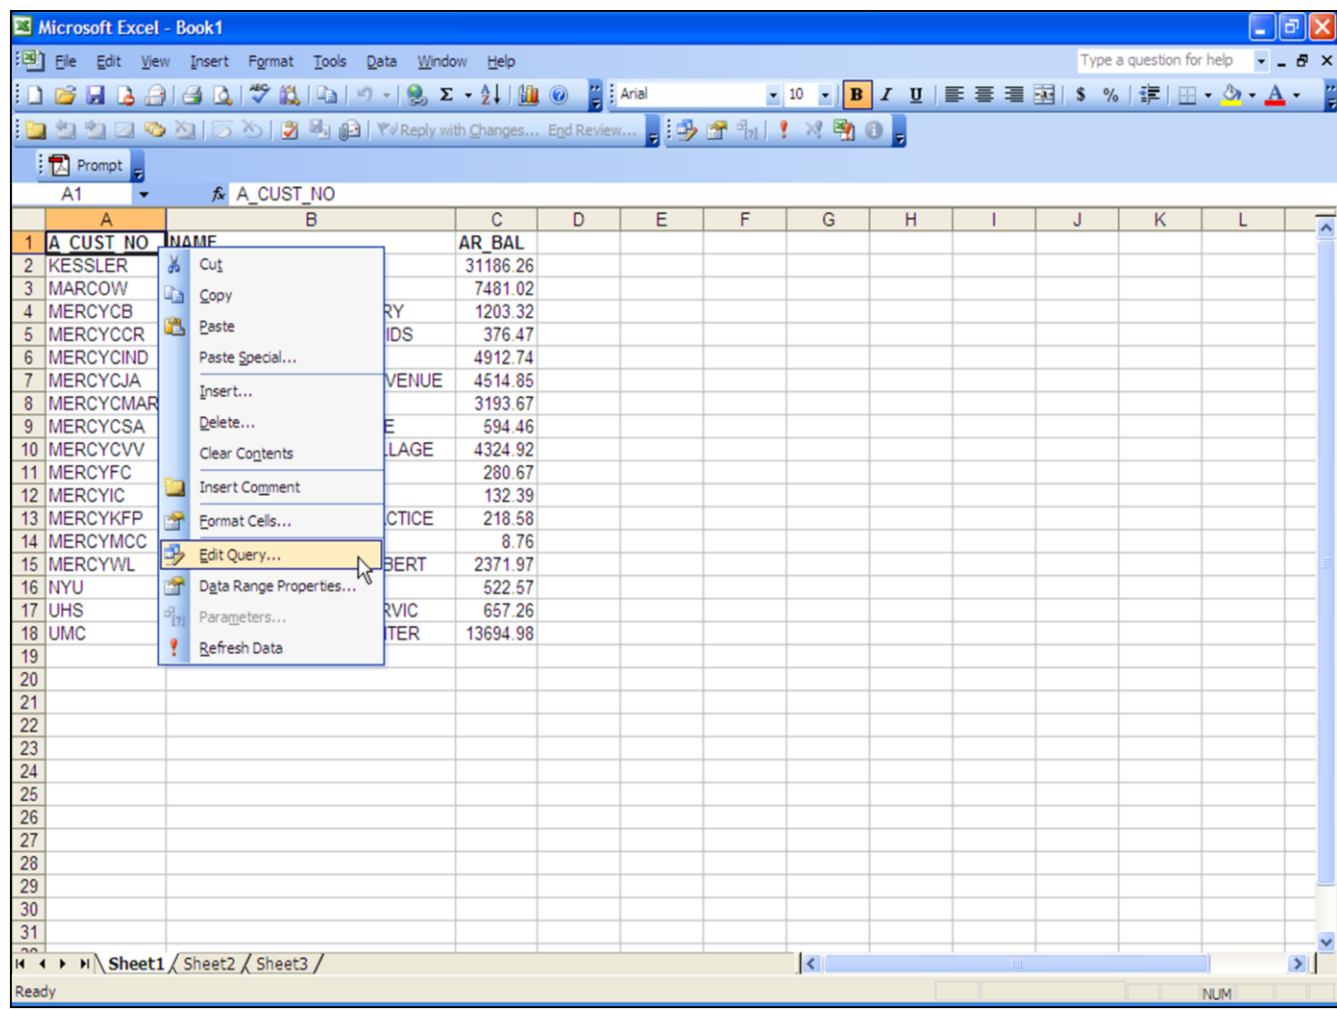 Microsoft Excel - Book1
File Edit View Insert Format Tools Data Window Help Type a question for help
Arial 10 B I U $ %
Reply with Changes... End Review...
Prompt
A1 fx A_CUST_NO
A B C D E F G H I J K L
1 A_CUST_NO NAME AR_BAL
2 KESSLER 31186.26
3 MARCOW 7481.02
4 MERCYCB RY 1203.32
5 MERCYCCR IDS 376.47
6 MERCYCIND 4912.74
7 MERCYCJA VENUE 4514.85
8 MERCYCMAR 3193.67
9 MERCYCSA E 594.46
10 MERCYCVV LLAGE 4324.92
11 MERCYFC 280.67
12 MERCYIC 132.39
13 MERCYKFP CTICE 218.58
14 MERCYMCC 8.76
15 MERCYWL BERT 2371.97
16 NYU 522.57
17 UHS RVIC 657.26
18 UMC ITER 13694.98
19
20
21
22
23
24
25
26
27
28
29
30
31
Cut
Copy
Paste
Paste Special...
Insert...
Delete...
Clear Contents
Insert Comment
Format Cells...
Edit Query...
Data Range Properties...
Parameters...
Refresh Data
Sheet1 Sheet2 Sheet3
Ready NUM